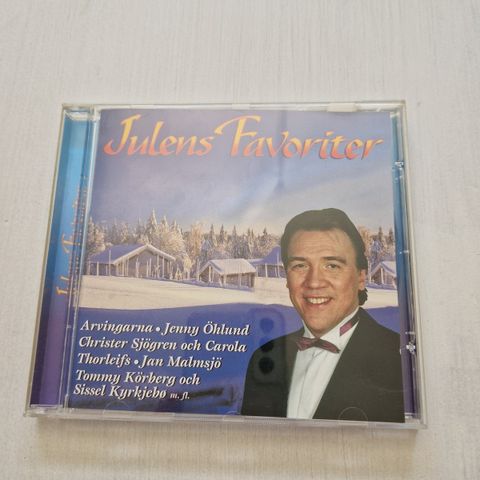 Julens Favoriter
Arvingarna • Jenny Öhlund
Christer Sjögren och Carola
Thorleifs • Jan Malmsjö
Tommy Körberg och
Sissel Kyrkjebø m. fl.